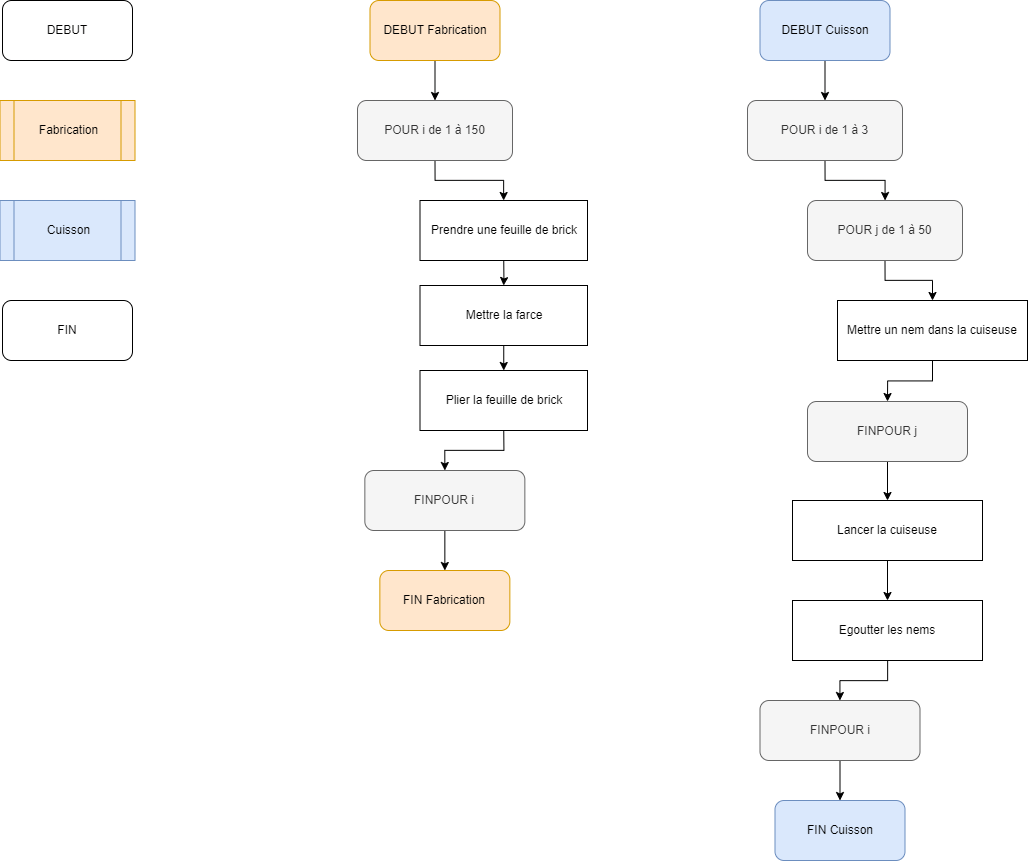 DEBUT
Fabrication
Cuisson
FIN
DEBUT Fabrication
POUR i de 1 à 150
Prendre une feuille de brick
Mettre la farce
Plier la feuille de brick
FINPOUR i
FIN Fabrication
DEBUT Cuisson
POUR i de 1 à 3
POUR j de 1 à 50
Mettre un nem dans la cuiseuse
FINPOUR j
Lancer la cuiseuse
Egoutter les nems
FINPOUR i
FIN Cuisson